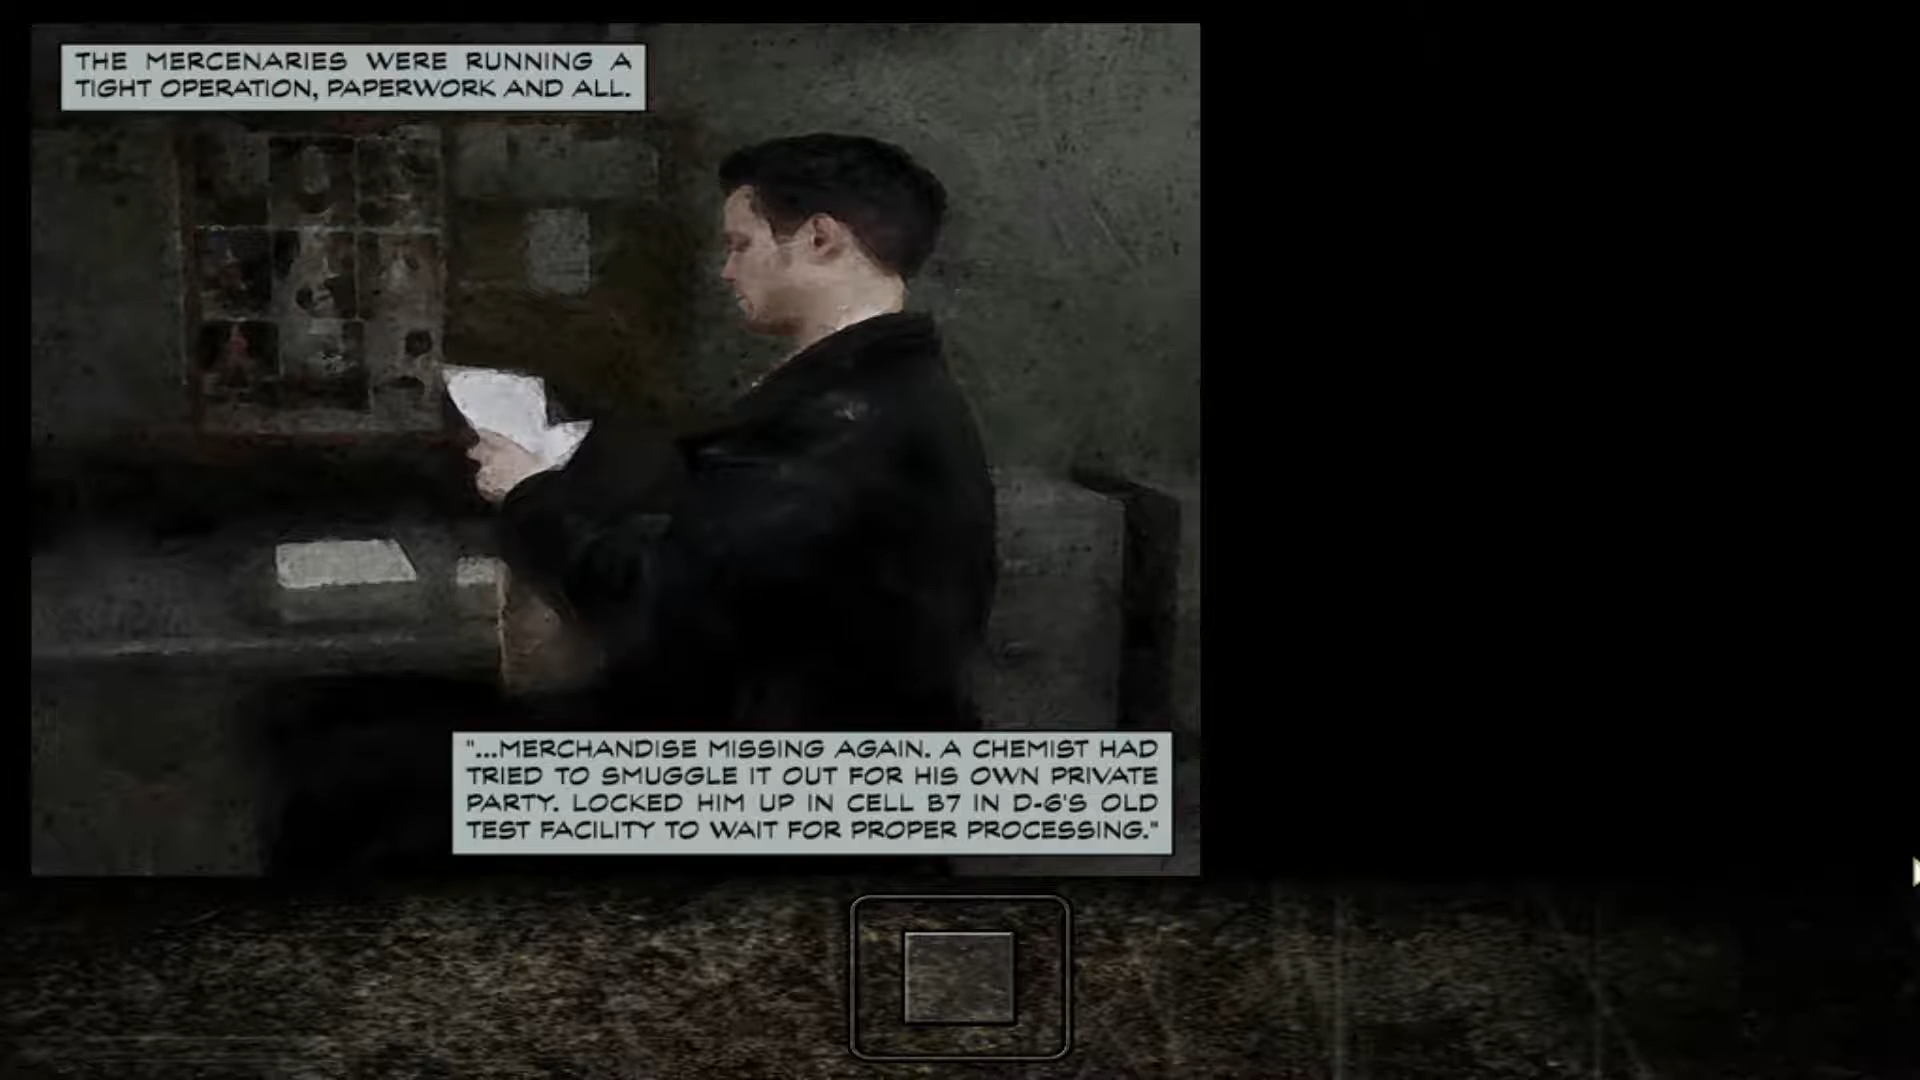 THE MERCENARIES WERE RUNNING A
TIGHT OPERATION, PAPERWORK AND ALL.
"...MERCHANDISE MISSING AGAIN. A CHEMIST HAD
TRIED TO SMUGGLE IT OUT FOR HIS OWN PRIVATE
PARTY. LOCKED HIM UP IN CELL B7 IN D-6'S OLD
TEST FACILITY TO WAIT FOR PROPER PROCESSING."